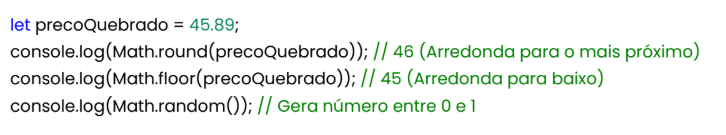 let precoQuebrado = 45.89;
console.log(Math.round(precoQuebrado)); // 46 (Arredonda para o mais próximo)
console.log(Math.floor(precoQuebrado)); // 45 (Arredonda para baixo)
console.log(Math.random()); // Gera número entre 0 e 1